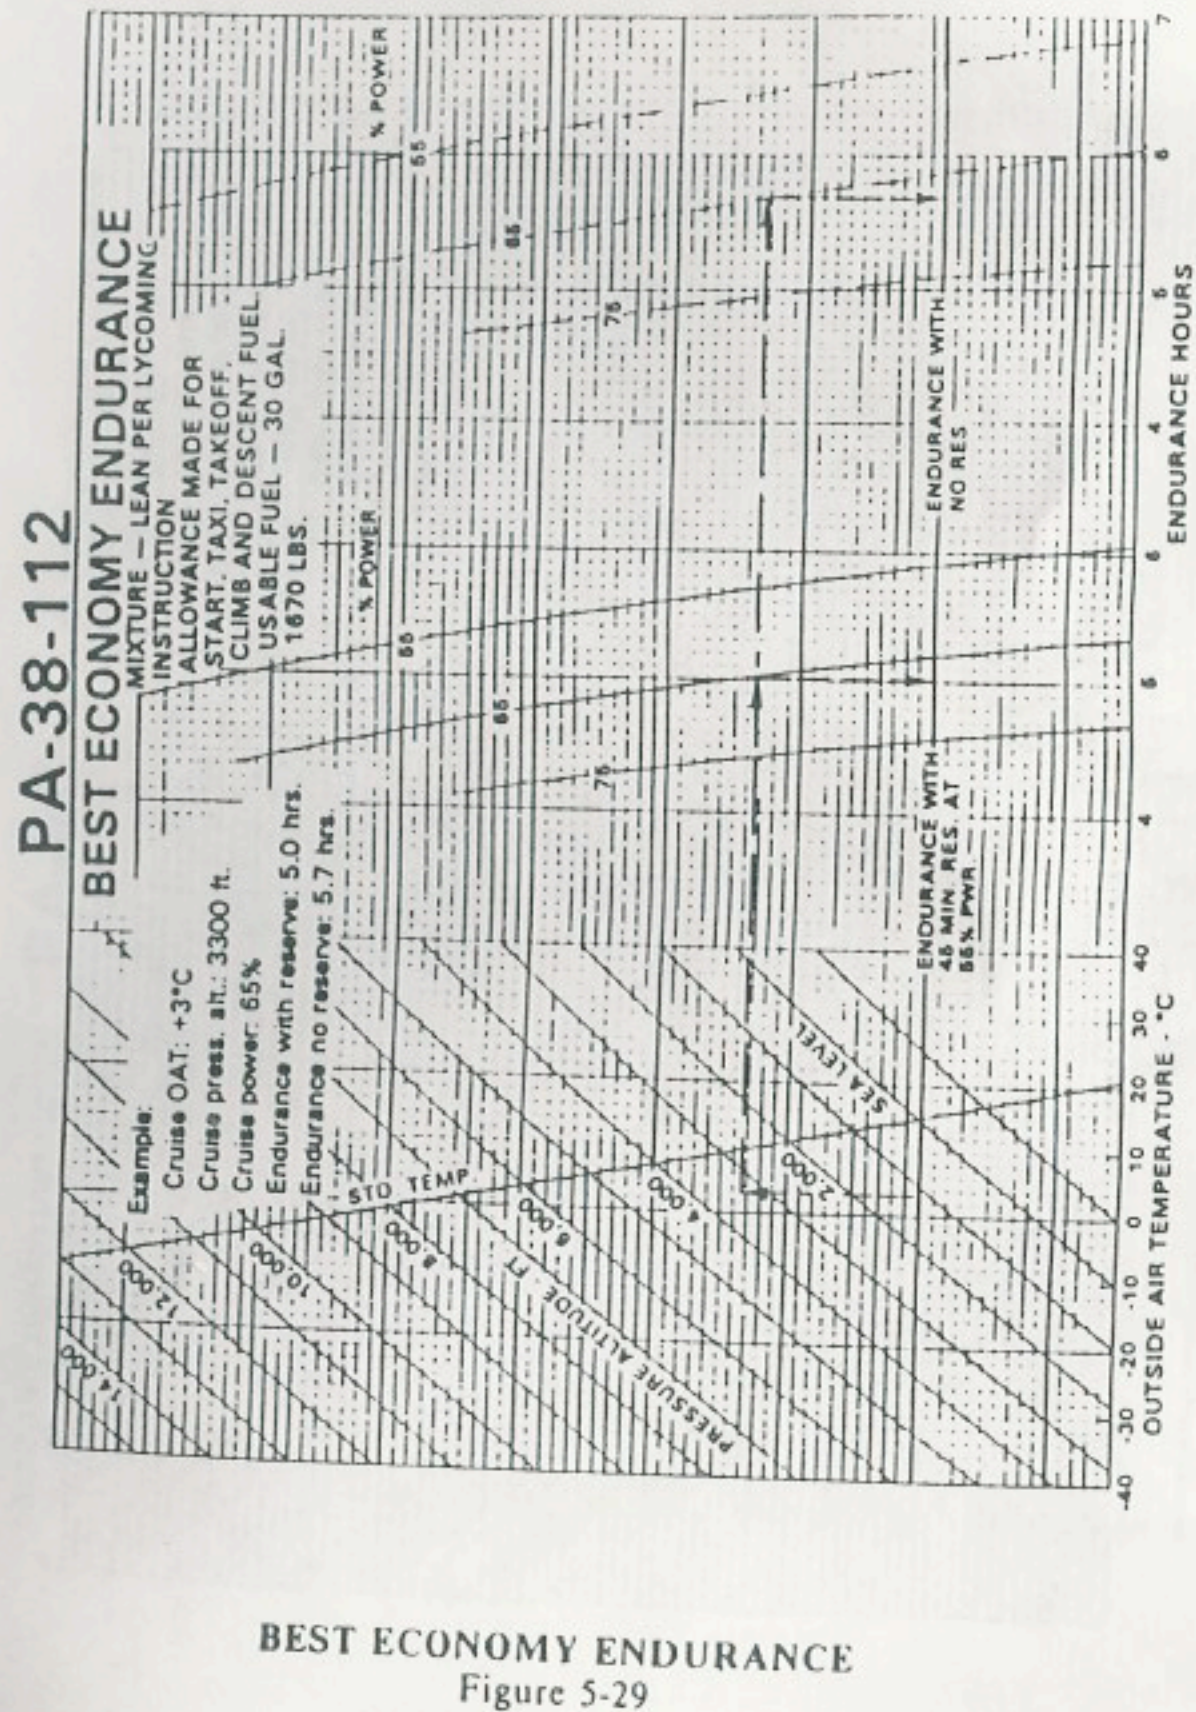 PA-38-112
BEST ECONOMY ENDURANCE
MIXTURE — LEAN PER LYCOMING
INSTRUCTION
ALLOWANCE MADE FOR
START, TAXI, TAKEOFF,
CLIMB AND DESCENT FUEL
USABLE FUEL — 30 GAL.
1670 LBS.
Example:
Cruise OAT: +3°C
Cruise press. alt.: 3300 ft.
Cruise power: 65%
Endurance with reserve: 5.0 hrs.
Endurance no reserve: 5.7 hrs.
% POWER
55
65
75
% POWER
55
65
75
STD TEMP
14,000
12,000
10,000
8,000
6,000
4,000
2,000
SEA LEVEL
PRESSURE ALTITUDE - FT
ENDURANCE WITH
45 MIN. RES. AT
55% PWR.
ENDURANCE WITH
NO RES
-40 -30 -20 -10 0 10 20 30 40
4 5 6
4 5 6 7
OUTSIDE AIR TEMPERATURE - °C
ENDURANCE HOURS
BEST ECONOMY ENDURANCE
Figure 5-29